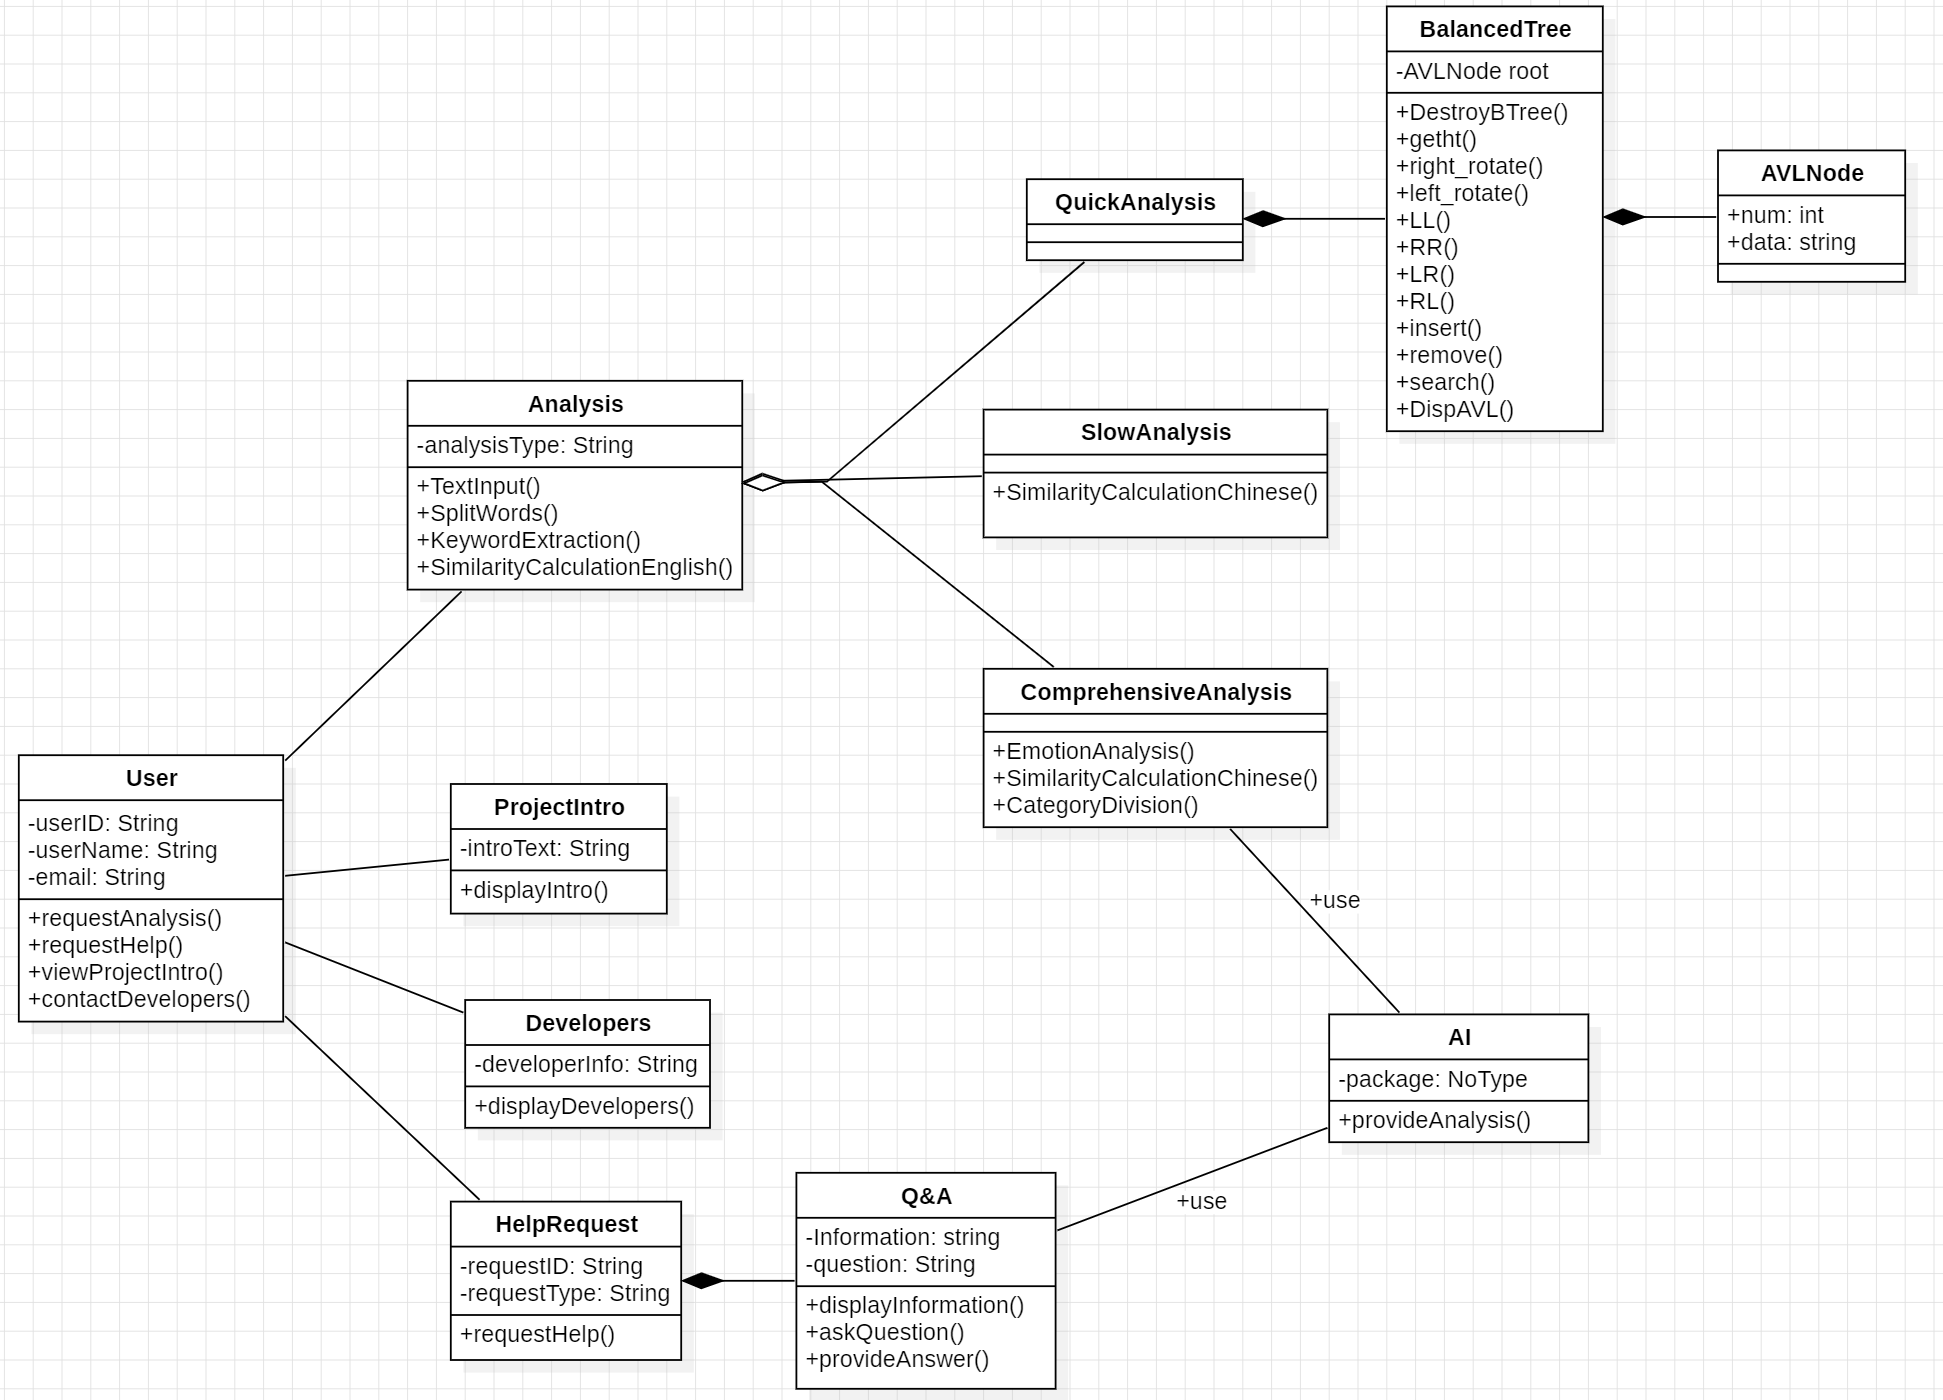 BalancedTree
-AVLNode root
+DestroyBTree()
+getht()
+right_rotate()
+left_rotate()
+LL()
+RR()
+LR()
+RL()
+insert()
+remove()
+search()
+DispAVL()
AVLNode
+num: int
+data: string
QuickAnalysis
Analysis
-analysisType: String
+TextInput()
+SplitWords()
+KeywordExtraction()
+SimilarityCalculationEnglish()
SlowAnalysis
+SimilarityCalculationChinese()
ComprehensiveAnalysis
+EmotionAnalysis()
+SimilarityCalculationChinese()
+CategoryDivision()
User
-userID: String
-userName: String
-email: String
+requestAnalysis()
+requestHelp()
+viewProjectIntro()
+contactDevelopers()
ProjectIntro
-introText: String
+displayIntro()
+use
Developers
-developerInfo: String
+displayDevelopers()
AI
-package: NoType
+provideAnalysis()
+use
HelpRequest
-requestID: String
-requestType: String
+requestHelp()
Q&A
-Information: string
-question: String
+displayInformation()
+askQuestion()
+provideAnswer()